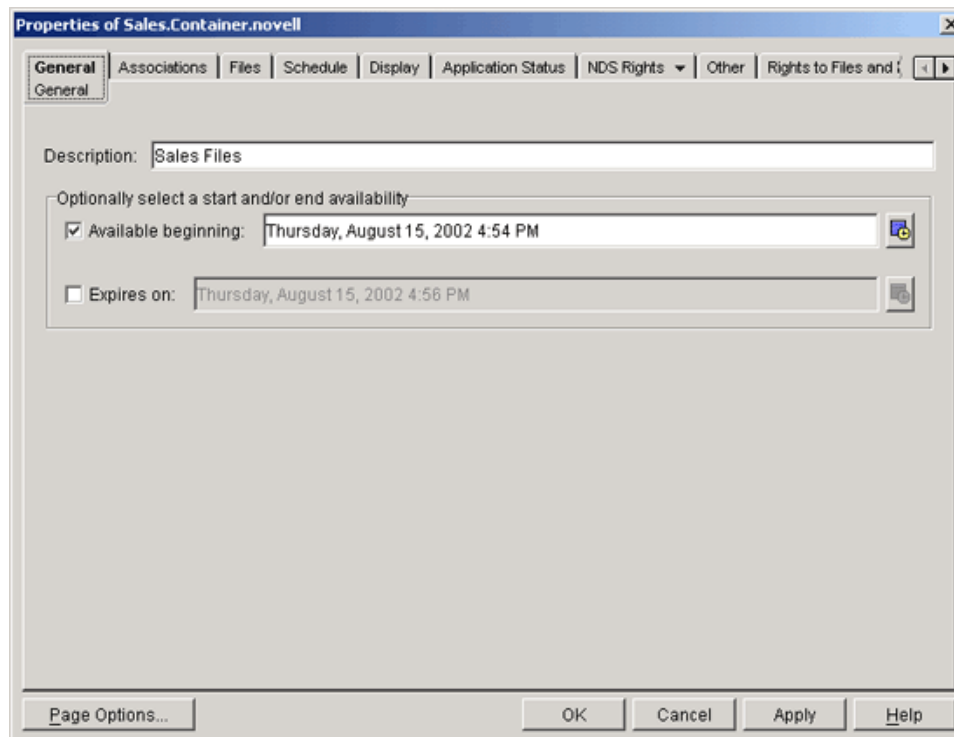 Properties of Sales.Container.novell
General Associations Files Schedule Display Application Status NDS Rights Other Rights to Files and
General
Description: Sales Files
Optionally select a start and/or end availability
Available beginning: Thursday, August 15, 2002 4:54 PM
Expires on: Thursday, August 15, 2002 4:56 PM
Page Options... OK Cancel Apply Help